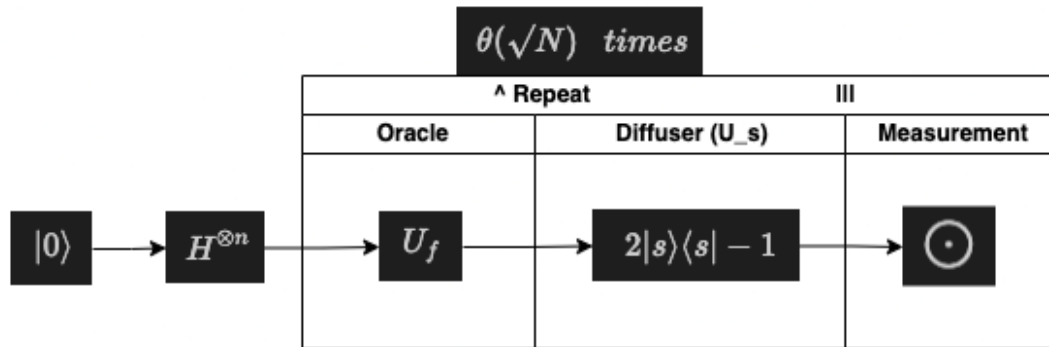 θ(√N) times
^ Repeat III
Oracle Diffuser (U_s) Measurement
|0⟩ H^{⊗n} U_f 2|s⟩⟨s| − 1 ⊙